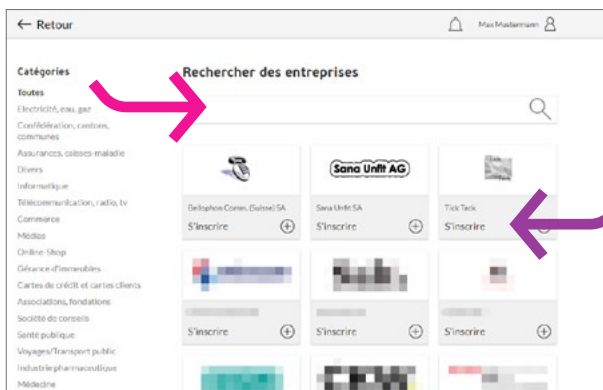 ← Retour
Max Mustermann
Catégories
Toutes
Electricité, eau, gaz
Confédération, cantons,
communes
Assurances, caisses-maladie
Divers
Informatique
Télécommunication, radio, tv
Commerce
Médias
Online-Shop
Gérance d'immeubles
Cartes de crédit et cartes clients
Associations, fondations
Société de conseils
Santé publique
Voyages/Transport public
Industrie pharmaceutique
Médecine
Rechercher des entreprises
Bellophon Comm. (Suisse) SA
S'inscrire
Sana Unfit AG
Sana Unfit SA
S'inscrire
Tick Tack
S'inscrire
S'inscrire
S'inscrire
S'inscrire